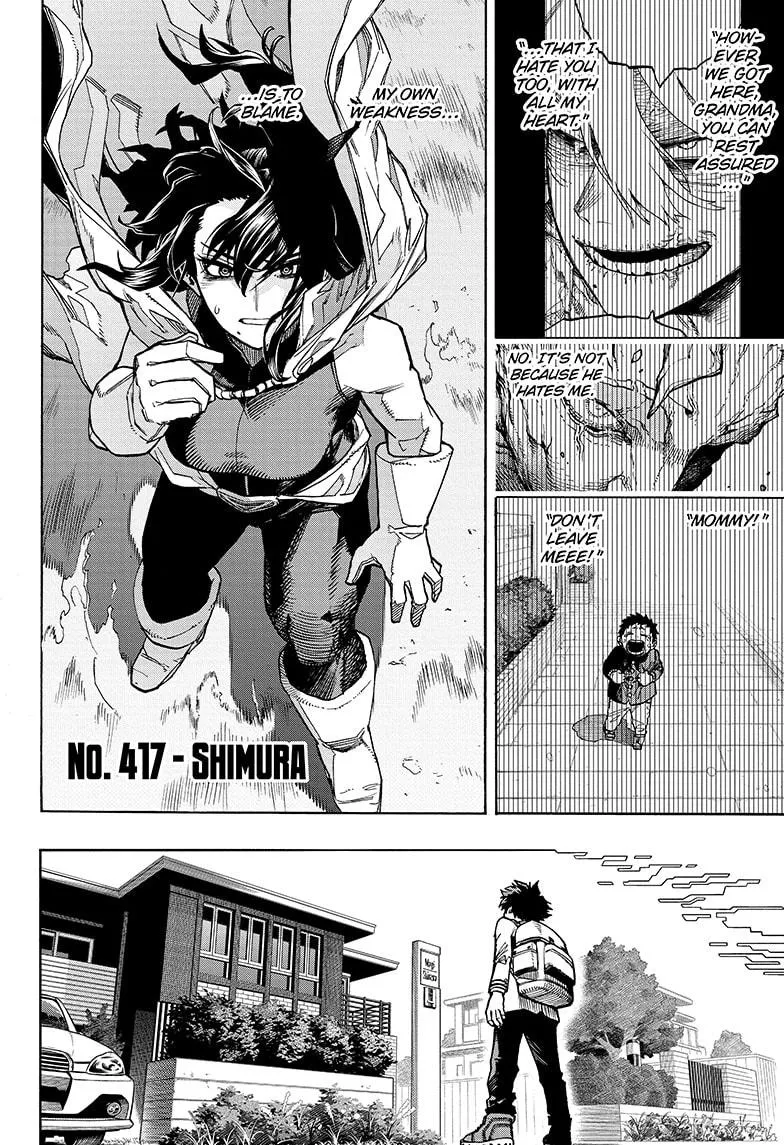 "HOW-
EVER
WE GOT
HERE,
GRANDMA,
YOU CAN
REST
ASSURED
..."
"...THAT I
HATE YOU
TOO, WITH
ALL MY
HEART."
NO. IT'S NOT
BECAUSE HE
HATES ME.
"MOMMY!"
"DON'T
LEAVE
MEEE!"
MY OWN
WEAKNESS...
...IS TO
BLAME.
NO. 417 - SHIMURA